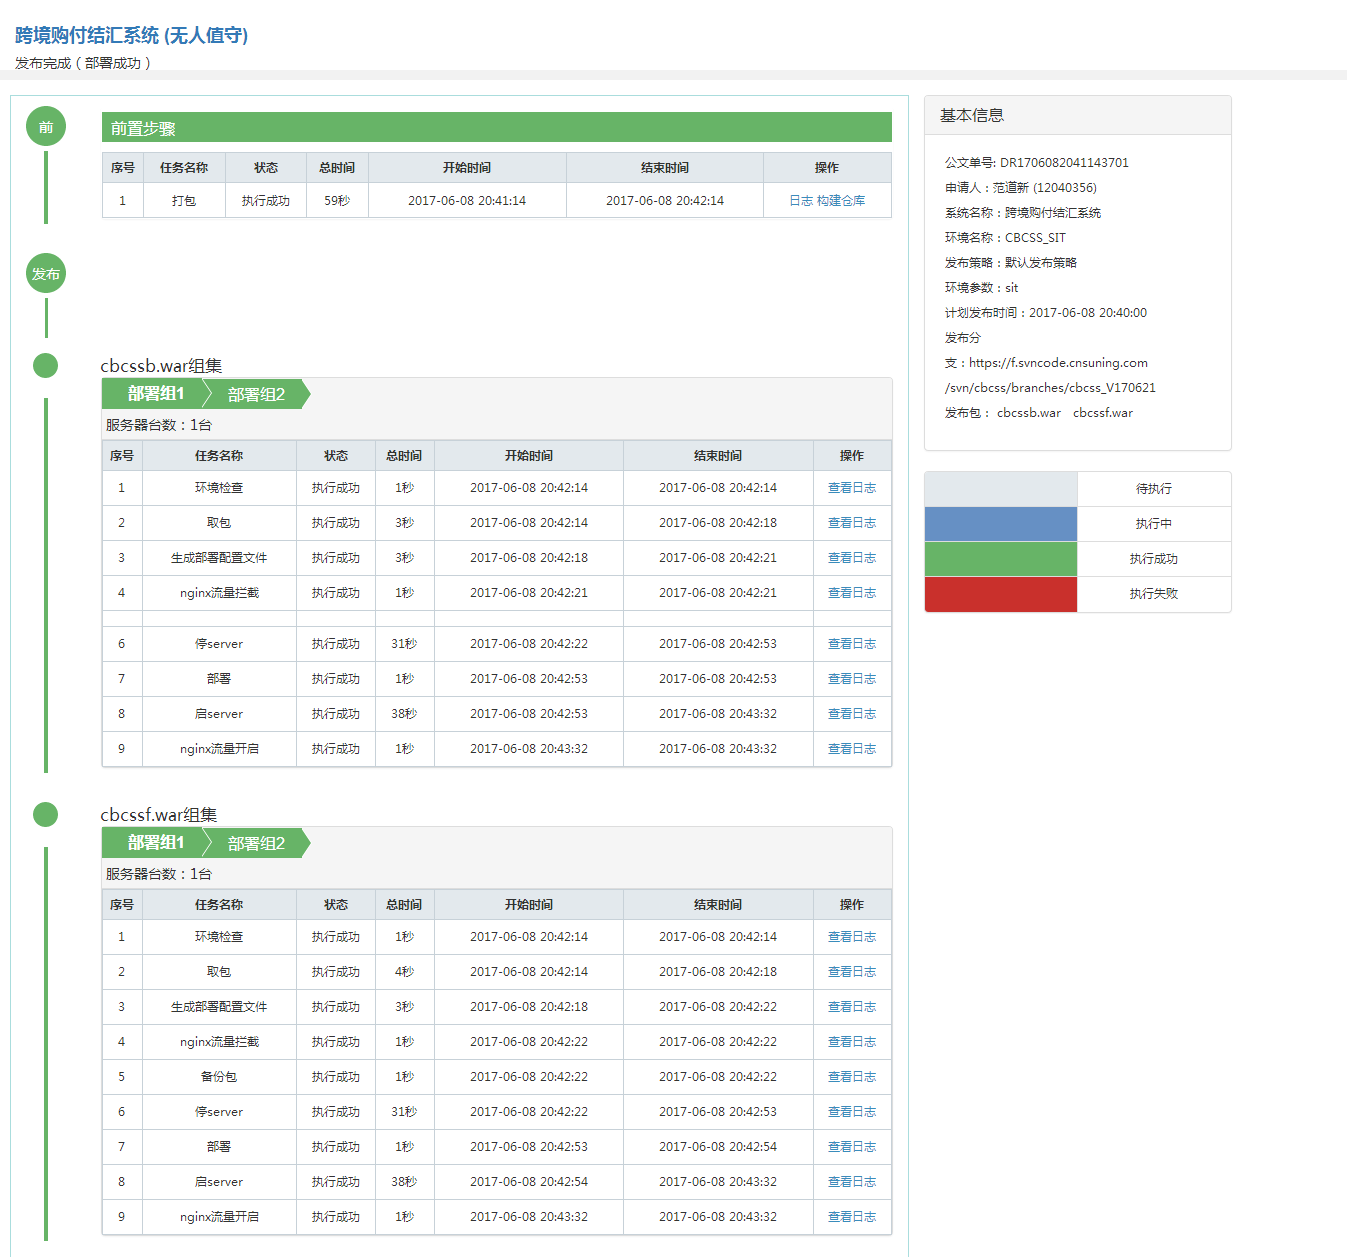 跨境购付结汇系统 (无人值守)
发布完成 ( 部署成功 )
前
前置步骤
序号 任务名称 状态 总时间 开始时间 结束时间 操作
1 打包 执行成功 59秒 2017-06-08 20:41:14 2017-06-08 20:42:14 日志 构建仓库
发布
cbcssb.war组集
部署组1 部署组2
服务器台数：1台
序号 任务名称 状态 总时间 开始时间 结束时间 操作
1 环境检查 执行成功 1秒 2017-06-08 20:42:14 2017-06-08 20:42:14 查看日志
2 取包 执行成功 3秒 2017-06-08 20:42:14 2017-06-08 20:42:18 查看日志
3 生成部署配置文件 执行成功 3秒 2017-06-08 20:42:18 2017-06-08 20:42:21 查看日志
4 nginx流量拦截 执行成功 1秒 2017-06-08 20:42:21 2017-06-08 20:42:21 查看日志
6 停server 执行成功 31秒 2017-06-08 20:42:22 2017-06-08 20:42:53 查看日志
7 部署 执行成功 1秒 2017-06-08 20:42:53 2017-06-08 20:42:53 查看日志
8 启server 执行成功 38秒 2017-06-08 20:42:53 2017-06-08 20:43:32 查看日志
9 nginx流量开启 执行成功 1秒 2017-06-08 20:43:32 2017-06-08 20:43:32 查看日志
cbcssf.war组集
部署组1 部署组2
服务器台数：1台
序号 任务名称 状态 总时间 开始时间 结束时间 操作
1 环境检查 执行成功 1秒 2017-06-08 20:42:14 2017-06-08 20:42:14 查看日志
2 取包 执行成功 4秒 2017-06-08 20:42:14 2017-06-08 20:42:18 查看日志
3 生成部署配置文件 执行成功 3秒 2017-06-08 20:42:18 2017-06-08 20:42:22 查看日志
4 nginx流量拦截 执行成功 1秒 2017-06-08 20:42:22 2017-06-08 20:42:22 查看日志
5 备份包 执行成功 1秒 2017-06-08 20:42:22 2017-06-08 20:42:22 查看日志
6 停server 执行成功 31秒 2017-06-08 20:42:22 2017-06-08 20:42:53 查看日志
7 部署 执行成功 1秒 2017-06-08 20:42:53 2017-06-08 20:42:54 查看日志
8 启server 执行成功 38秒 2017-06-08 20:42:54 2017-06-08 20:43:32 查看日志
9 nginx流量开启 执行成功 1秒 2017-06-08 20:43:32 2017-06-08 20:43:32 查看日志
基本信息
公文单号: DR1706082041143701
申请人：范道新 (12040356)
系统名称：跨境购付结汇系统
环境名称：CBCSS_SIT
发布策略：默认发布策略
环境参数：sit
计划发布时间：2017-06-08 20:40:00
发布分
支：https://f.svncode.cnsuning.com
/svn/cbcss/branches/cbcss_V170621
发布包： cbcssb.war cbcssf.war
待执行
执行中
执行成功
执行失败